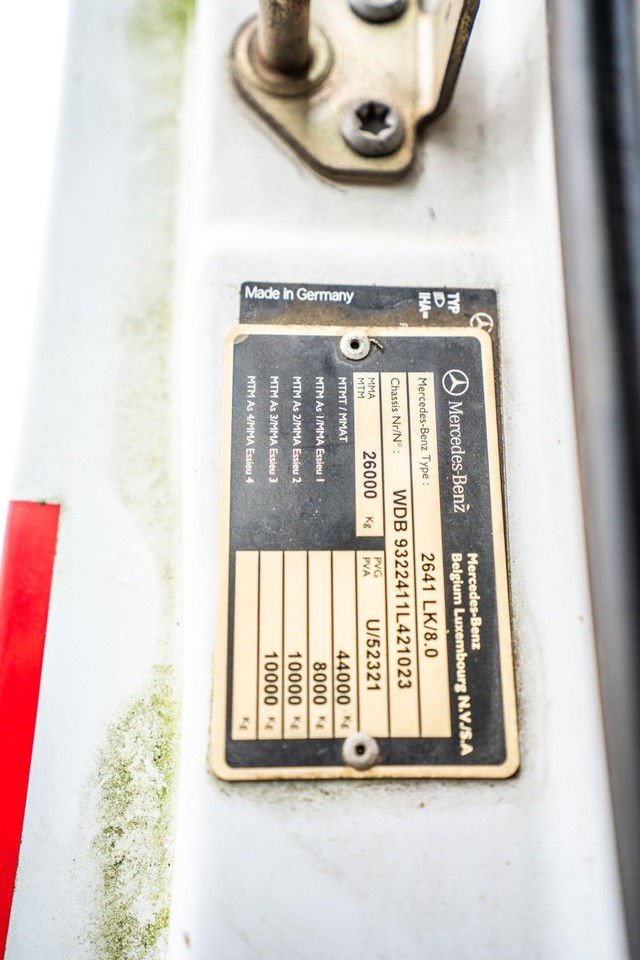 Made in Germany
TYP
IHA=
Mercedes-Benz
Mercedes-Benz
Belgium Luxembourg N.V./S.A
Mercedes-Benz Type : 2641 LK/8.0
Chassis Nr/N° : WDB 9322411L421023
MMA
MTM
26000 Kg
PVG
PVA
U/52321
MTMT / MMAT 44000 Kg
MTM As 1/MMA Essieu 1 8000 Kg
MTM As 2/MMA Essieu 2 10000 Kg
MTM As 3/MMA Essieu 3 10000 Kg
MTM As 4/MMA Essieu 4 Kg